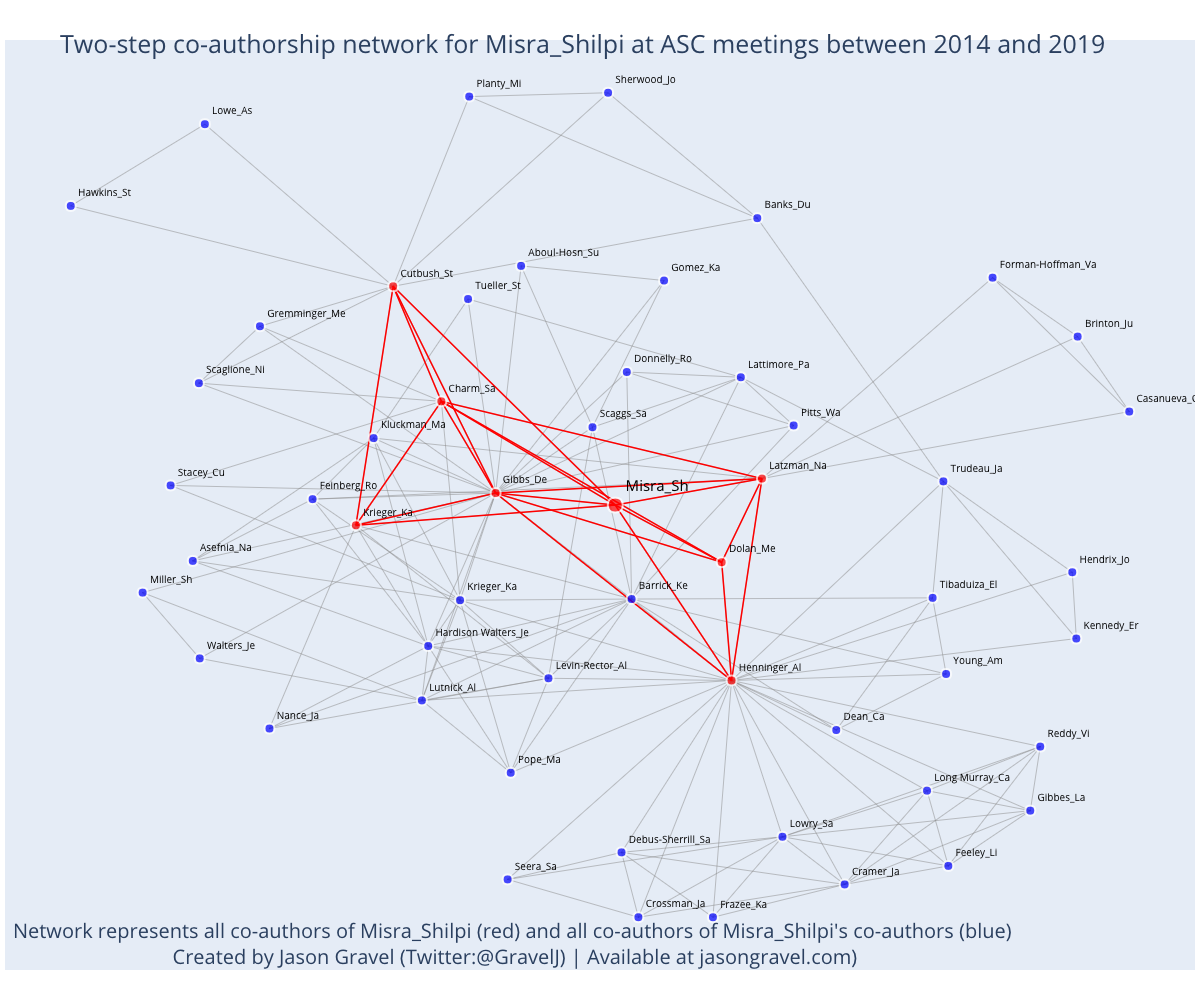 Two-step co-authorship network for Misra_Shilpi at ASC meetings between 2014 and 2019
Planty_Mi
Sherwood_Jo
Lowe_As
Hawkins_St
Banks_Du
Aboul-Hosn_Su
Gomez_Ka
Forman-Hoffman_Va
Cutbush_St
Tueller_St
Gremminger_Me
Brinton_Ju
Donnelly_Ro
Lattimore_Pa
Scaglione_Ni
Charm_Sa
Casanueva_C
Scaggs_Sa
Pitts_Wa
Kluckman_Ma
Latzman_Na
Trudeau_Ja
Stacey_Cu
Gibbs_De
Misra_Sh
Feinberg_Ro
Krieger_Ka
Asefnia_Na
Dolan_Me
Hendrix_Jo
Miller_Sh
Krieger_Ka
Barrick_Ke
Tibaduiza_El
Hardison Walters_Je
Kennedy_Er
Walters_Je
Levin-Rector_Al
Henninger_Al
Young_Am
Lutnick_Al
Nance_Ja
Dean_Ca
Reddy_Vi
Pope_Ma
Long Murray_Ca
Gibbes_La
Lowry_Sa
Debus-Sherrill_Sa
Feeley_Li
Seera_Sa
Cramer_Ja
Crossman_Ja
Frazee_Ka
Network represents all co-authors of Misra_Shilpi (red) and all co-authors of Misra_Shilpi's co-authors (blue)
Created by Jason Gravel (Twitter:@GravelJ) | Available at jasongravel.com)